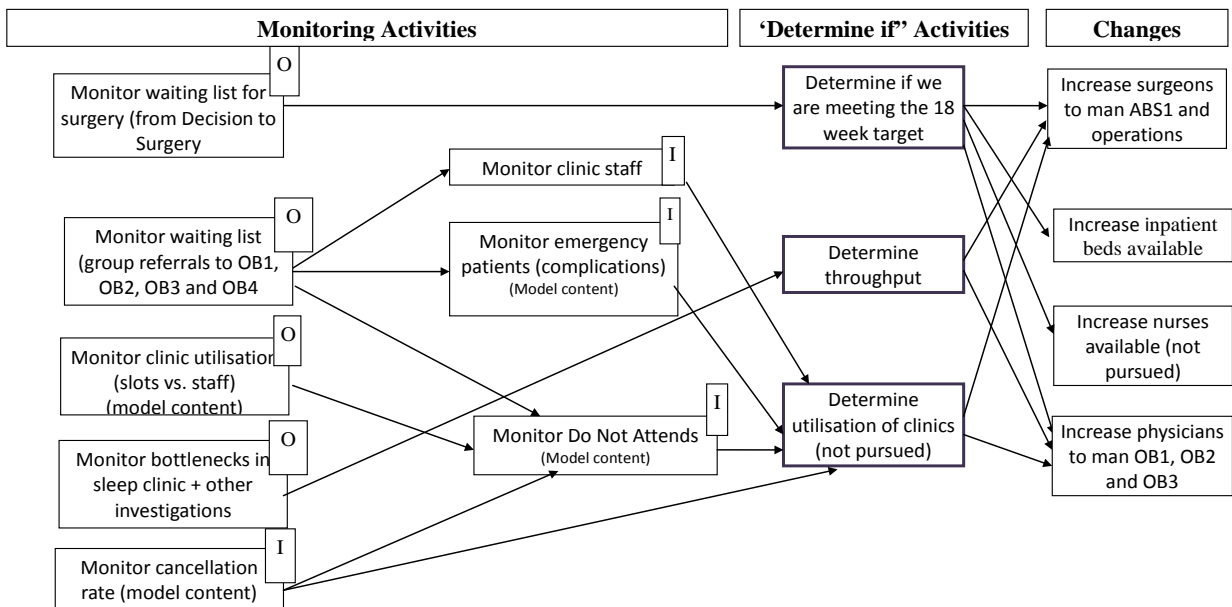 Monitoring Activities
‘Determine if” Activities
Changes
O
Monitor waiting list for
surgery (from Decision to
Surgery
Determine if we
are meeting the 18
week target
Increase surgeons
to man ABS1 and
operations
I
Monitor clinic staff
O
Monitor waiting list
(group referrals to OB1,
OB2, OB3 and OB4
I
Monitor emergency
patients (complications)
(Model content)
Determine
throughput
Increase inpatient
beds available
O
Monitor clinic utilisation
(slots vs. staff)
(model content)
Increase nurses
available (not
pursued)
I
Monitor Do Not Attends
(Model content)
Determine
utilisation of clinics
(not pursued)
Increase physicians
to man OB1, OB2
and OB3
O
Monitor bottlenecks in
sleep clinic + other
investigations
I
Monitor cancellation
rate (model content)